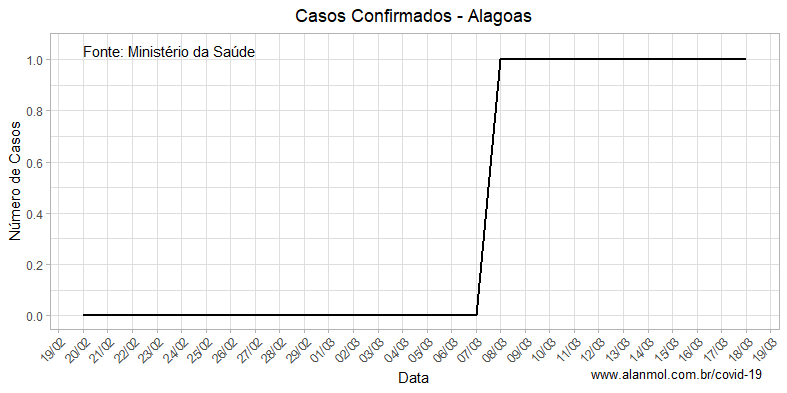 Casos Confirmados - Alagoas
Fonte: Ministério da Saúde
Número de Casos
1.0
0.8
0.6
0.4
0.2
0.0
19/02 20/02 21/02 22/02 23/02 24/02 25/02 26/02 27/02 28/02 29/02 01/03 02/03 03/03 04/03 05/03 06/03 07/03 08/03 09/03 10/03 11/03 12/03 13/03 14/03 15/03 16/03 17/03 18/03 19/03
Data
www.alanmol.com.br/covid-19